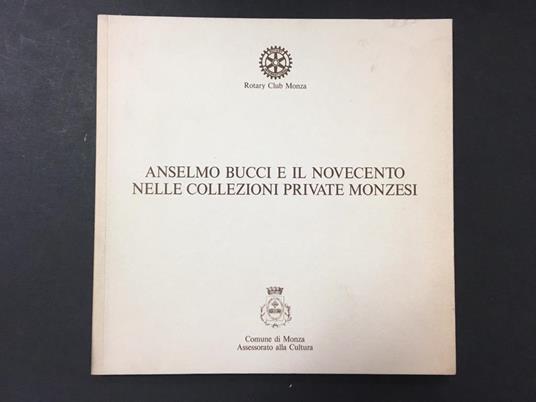 Rotary Club Monza
ANSELMO BUCCI E IL NOVECENTO
NELLE COLLEZIONI PRIVATE MONZESI
Comune di Monza
Assessorato alla Cultura